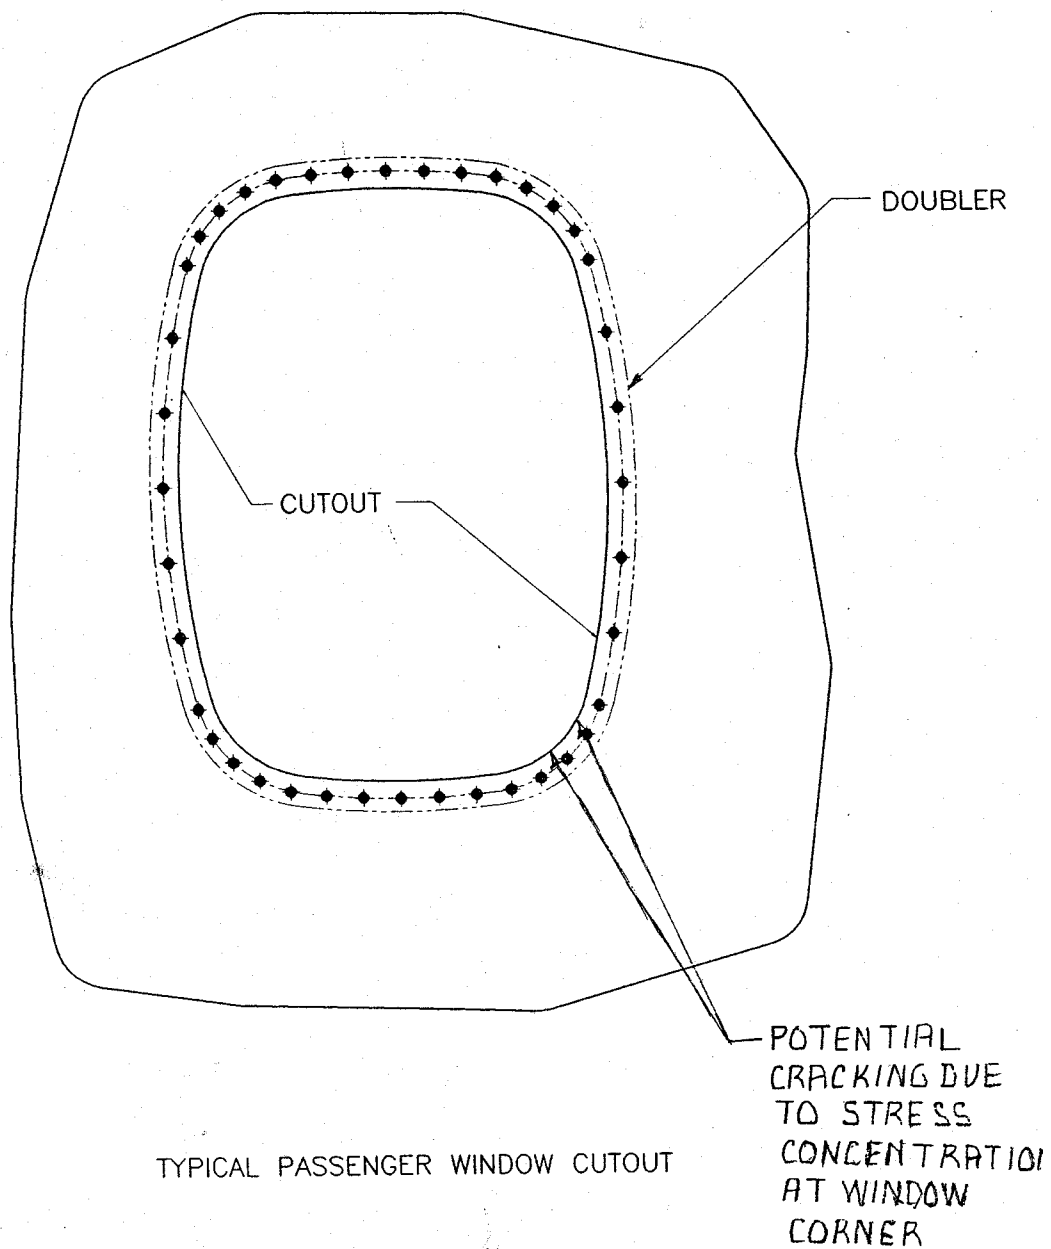 DOUBLER
CUTOUT
POTENTIAL
CRACKING DUE
TO STRESS
CONCENTRATION
AT WINDOW
CORNER
TYPICAL PASSENGER WINDOW CUTOUT